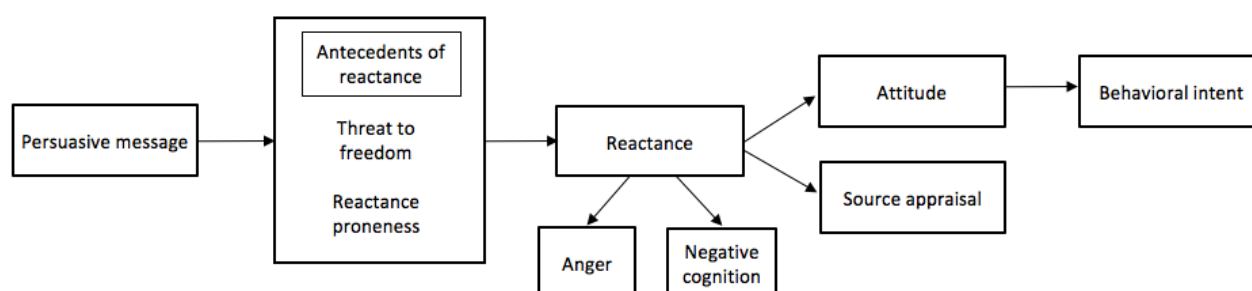 Persuasive message
Antecedents of
reactance
Threat to
freedom
Reactance
proneness
Reactance
Anger
Negative
cognition
Attitude
Source appraisal
Behavioral intent